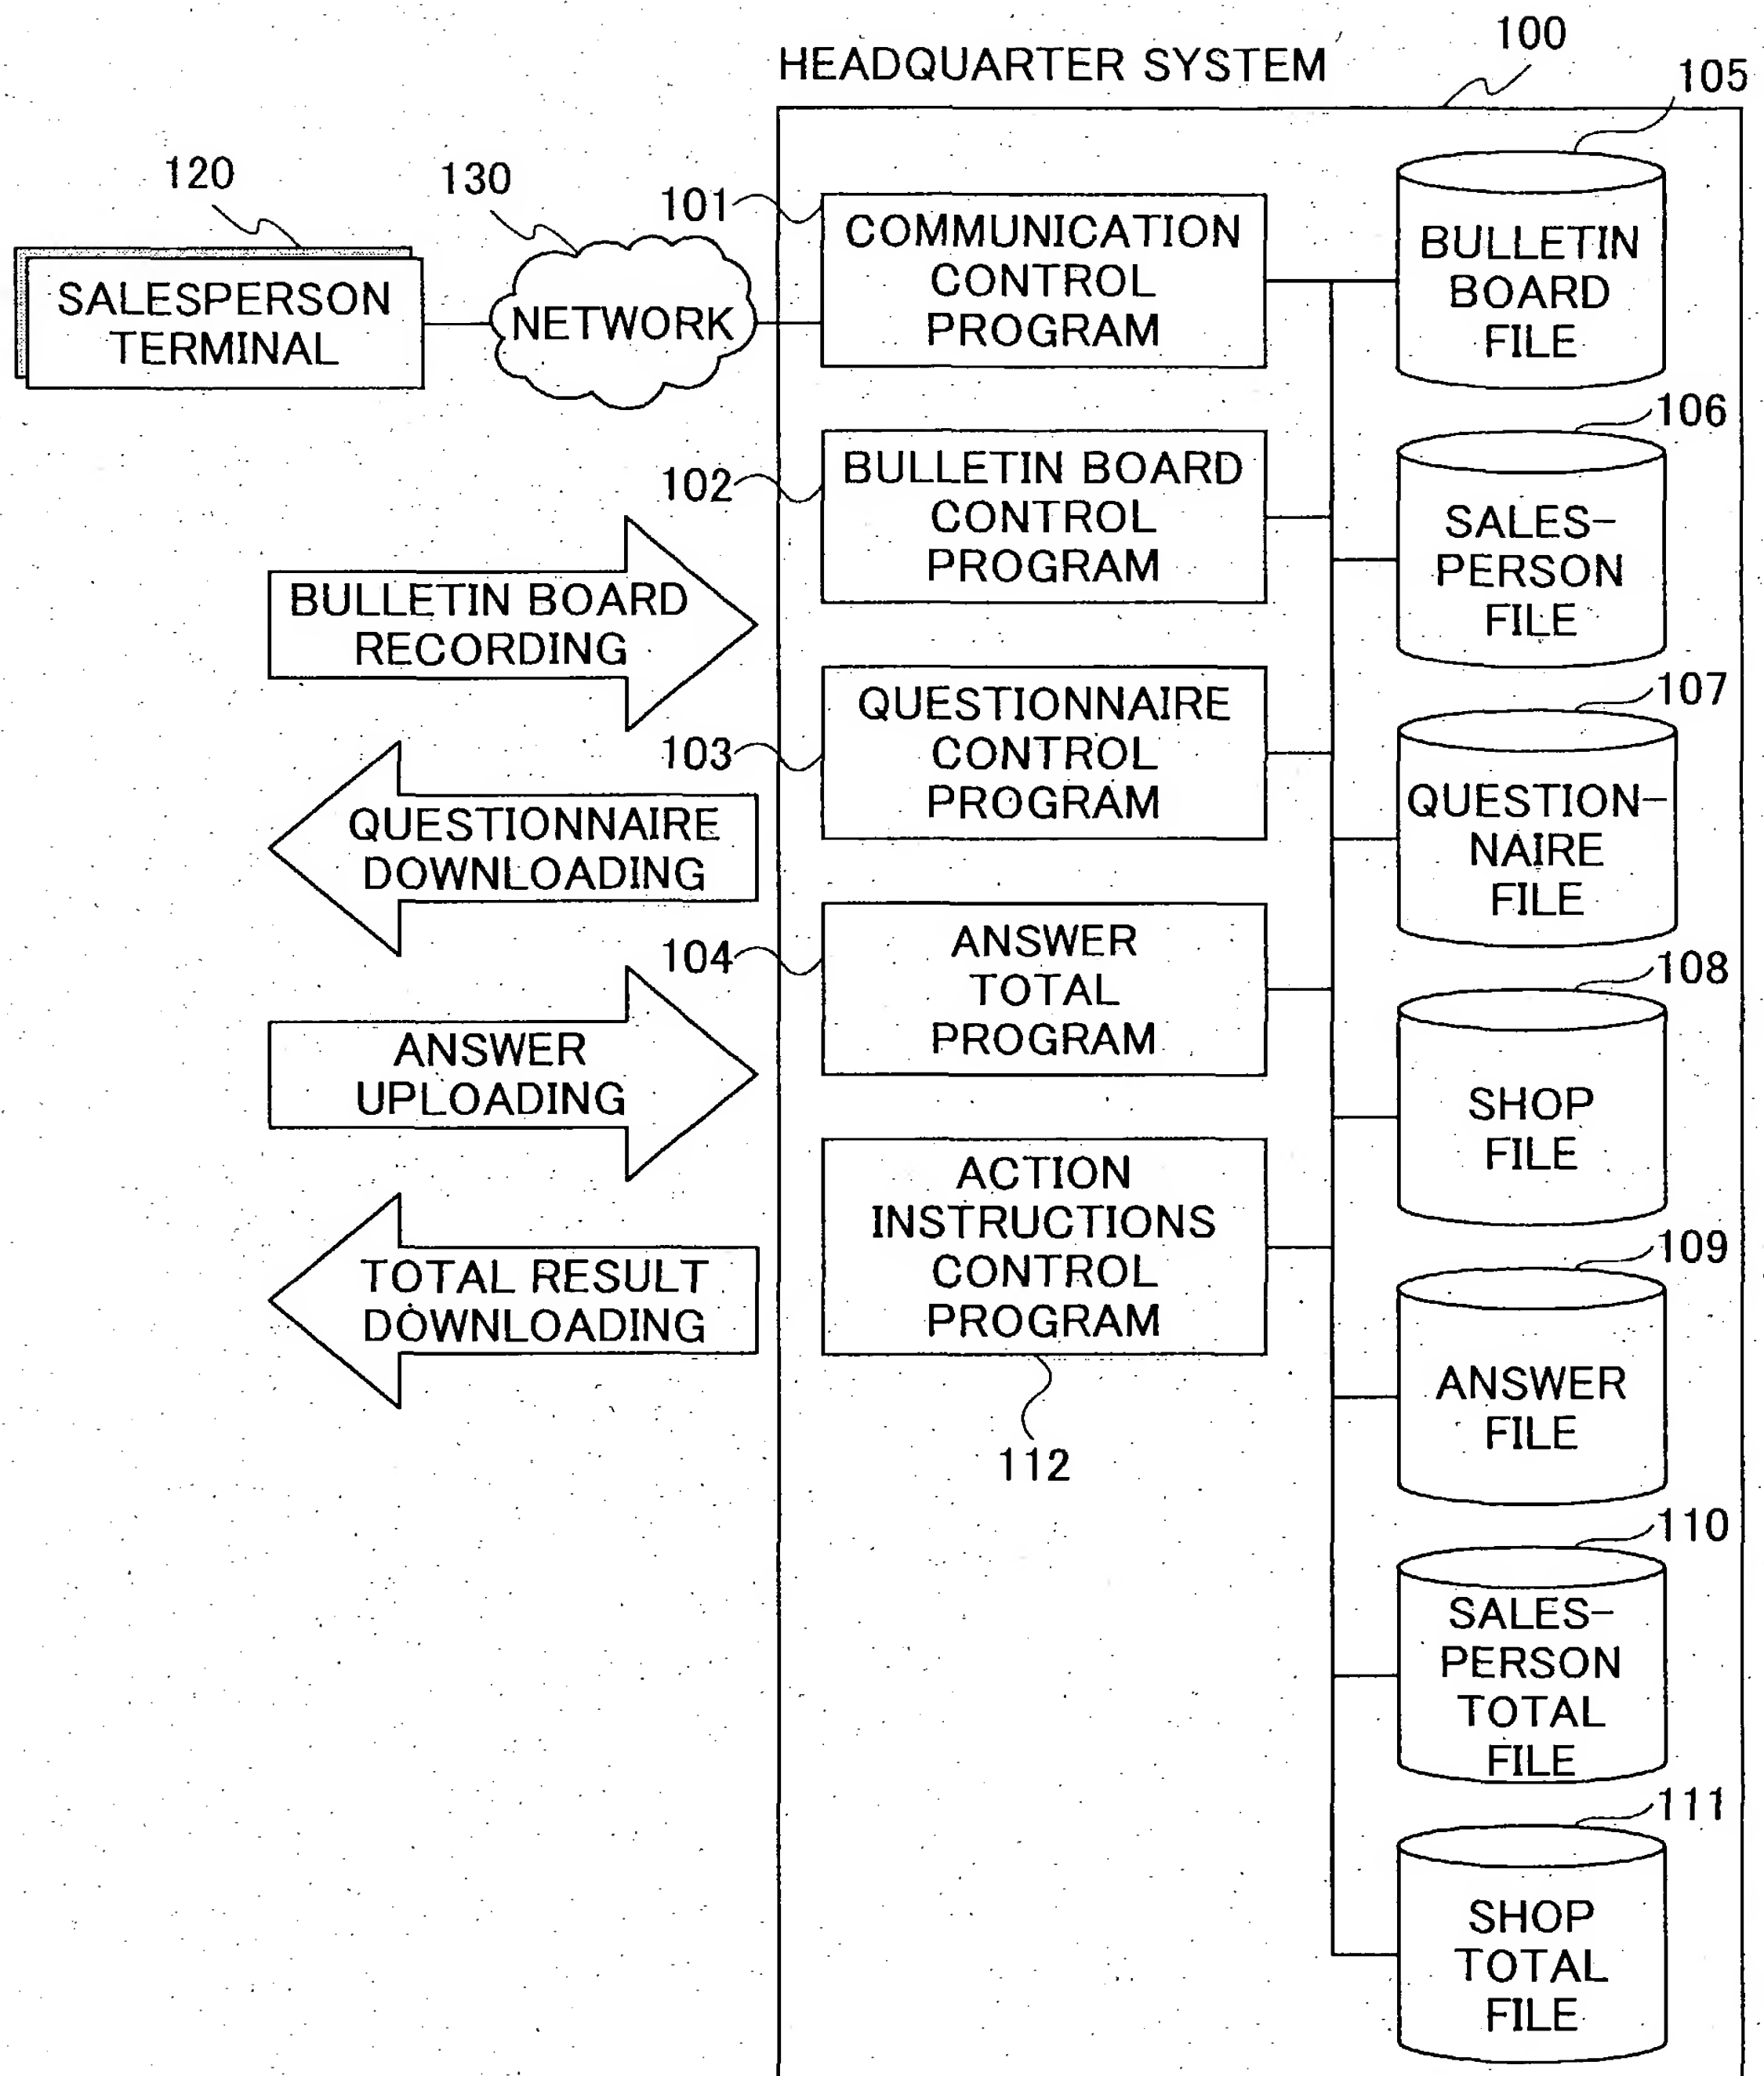 HEADQUARTER SYSTEM
100
105
120
130
101
SALESPERSON
TERMINAL
NETWORK
COMMUNICATION
CONTROL
PROGRAM
BULLETIN
BOARD
FILE
102
BULLETIN BOARD
CONTROL
PROGRAM
106
SALES-
PERSON
FILE
BULLETIN BOARD
RECORDING
103
QUESTIONNAIRE
CONTROL
PROGRAM
107
QUESTION-
NAIRE
FILE
QUESTIONNAIRE
DOWNLOADING
104
ANSWER
TOTAL
PROGRAM
108
SHOP
FILE
ANSWER
UPLOADING
ACTION
INSTRUCTIONS
CONTROL
PROGRAM
112
109
ANSWER
FILE
TOTAL RESULT
DOWNLOADING
110
SALES-
PERSON
TOTAL
FILE
111
SHOP
TOTAL
FILE